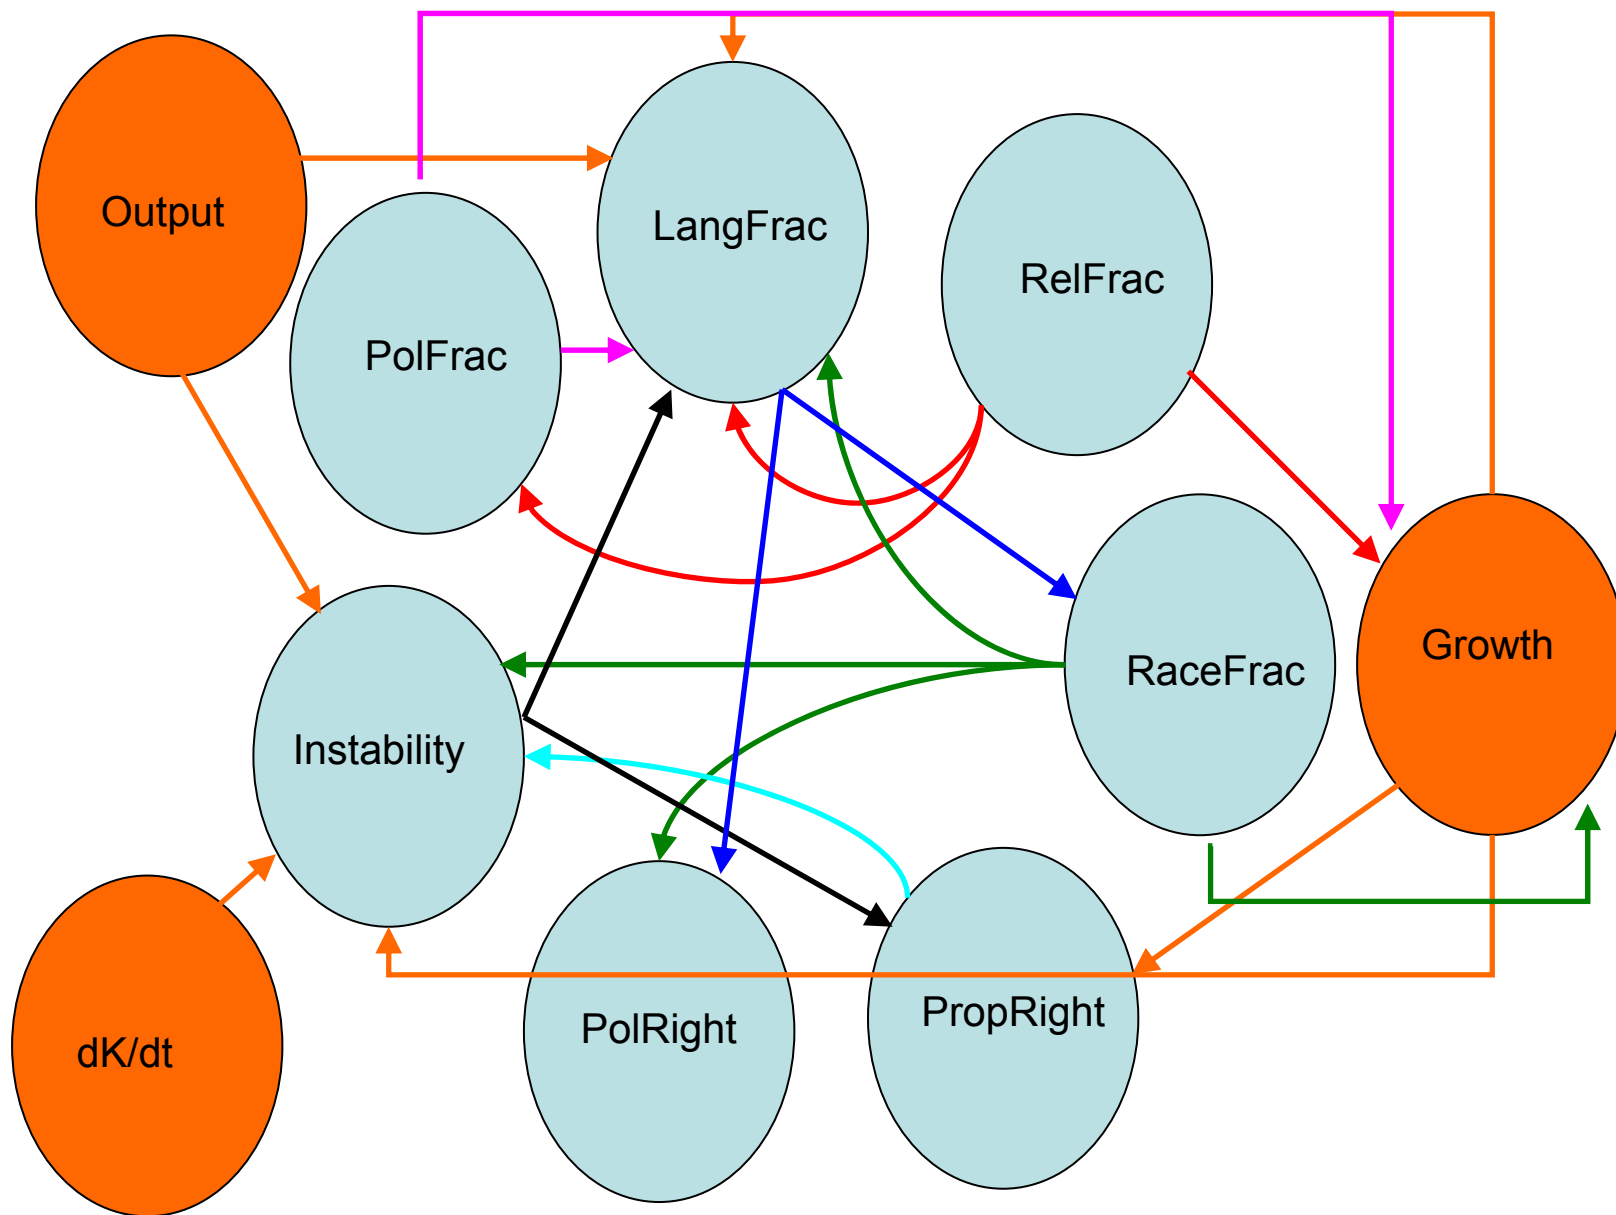 Output
LangFrac
RelFrac
PolFrac
Growth
RaceFrac
Instability
PropRight
PolRight
dK/dt